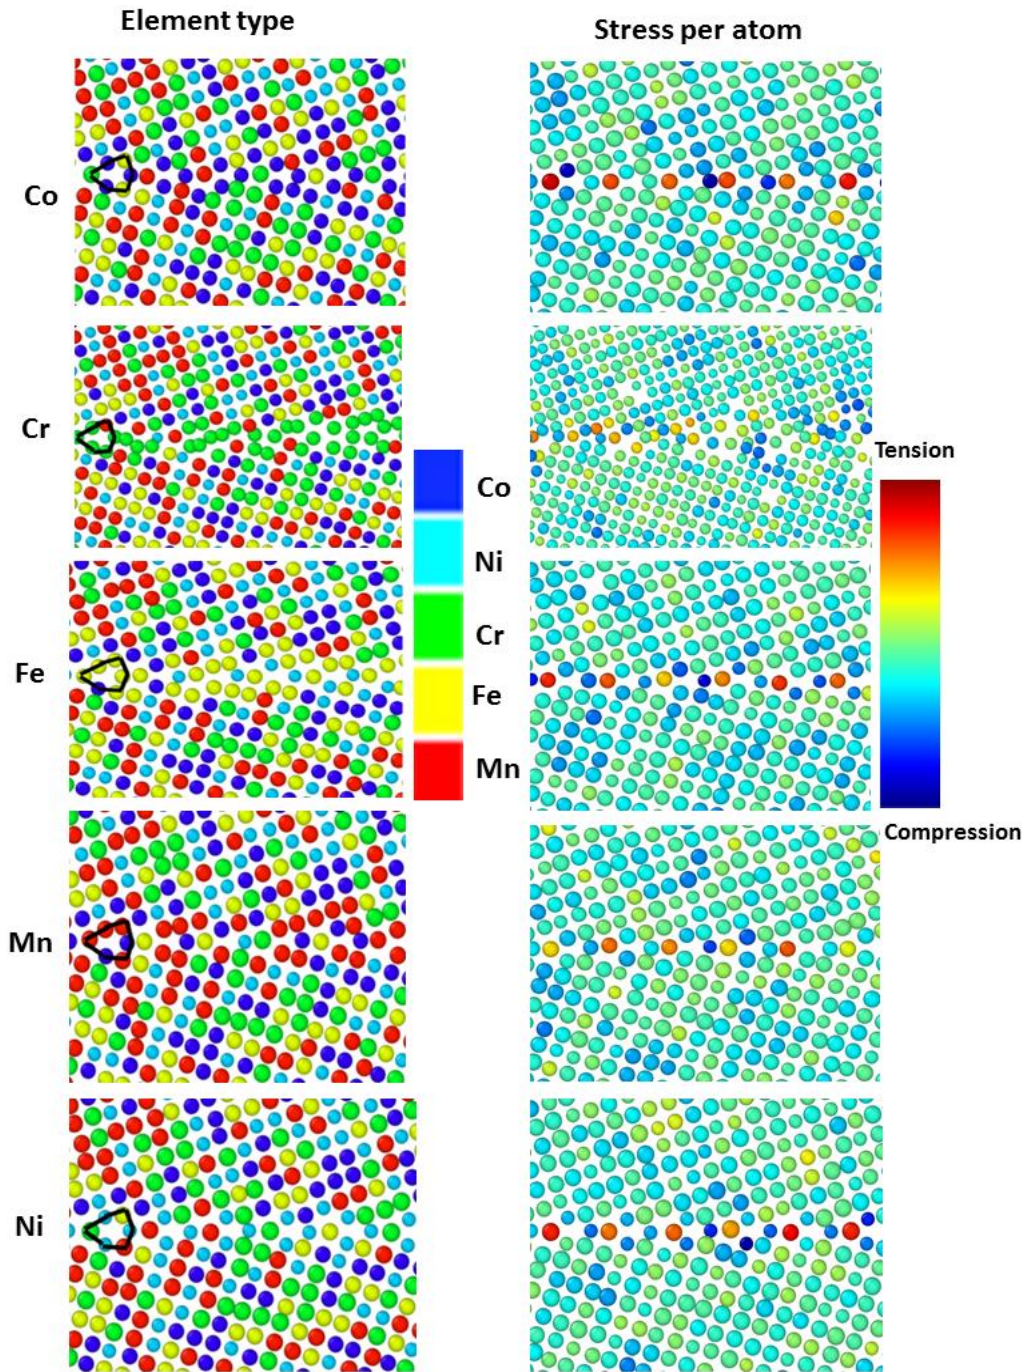 Element type
Stress per atom
Co
Cr
Fe
Mn
Ni
Co
Ni
Cr
Fe
Mn
Tension
Compression